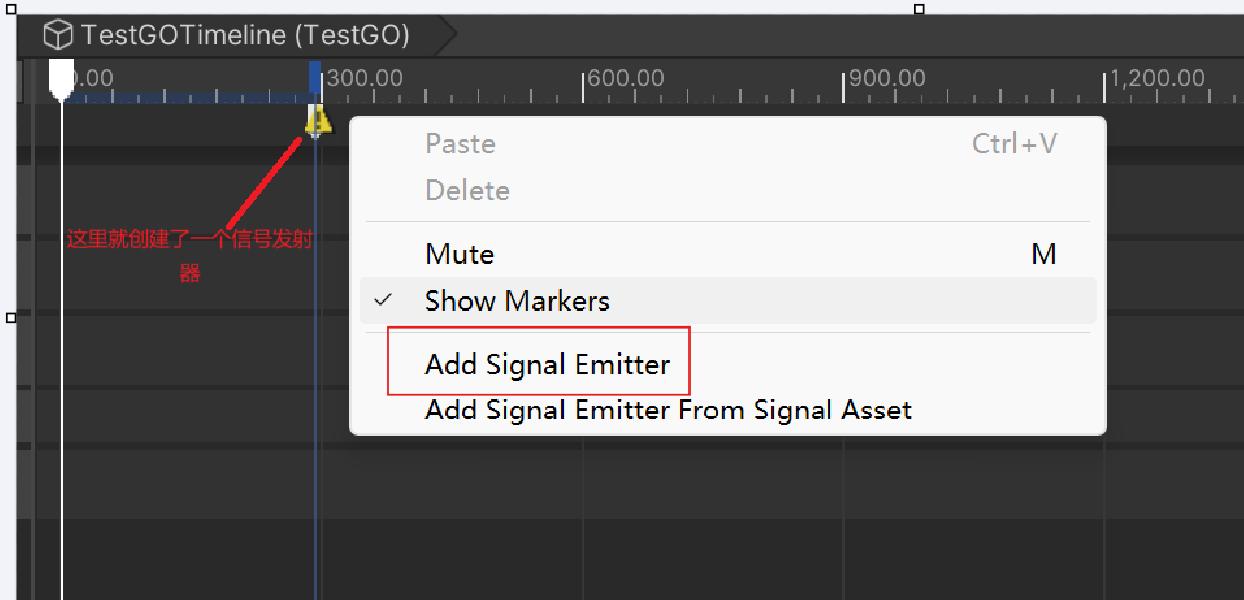 TestGOTimeline (TestGO)
.00 300.00 600.00 900.00 1,200.00
Paste Ctrl+V
Delete
这里就创建了一个信号发射
器
Mute M
Show Markers
Add Signal Emitter
Add Signal Emitter From Signal Asset